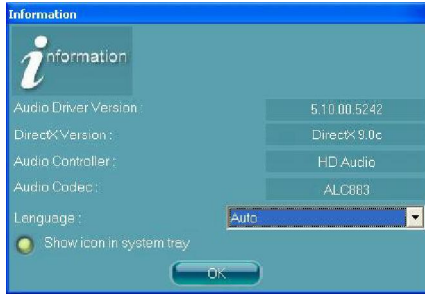 Information
information
Audio Driver Version : 5.10.00.5242
DirectX Version : DirectX 9.0c
Audio Controller : HD Audio
Audio Codec : ALC883
Language : Auto
Show icon in system tray
OK